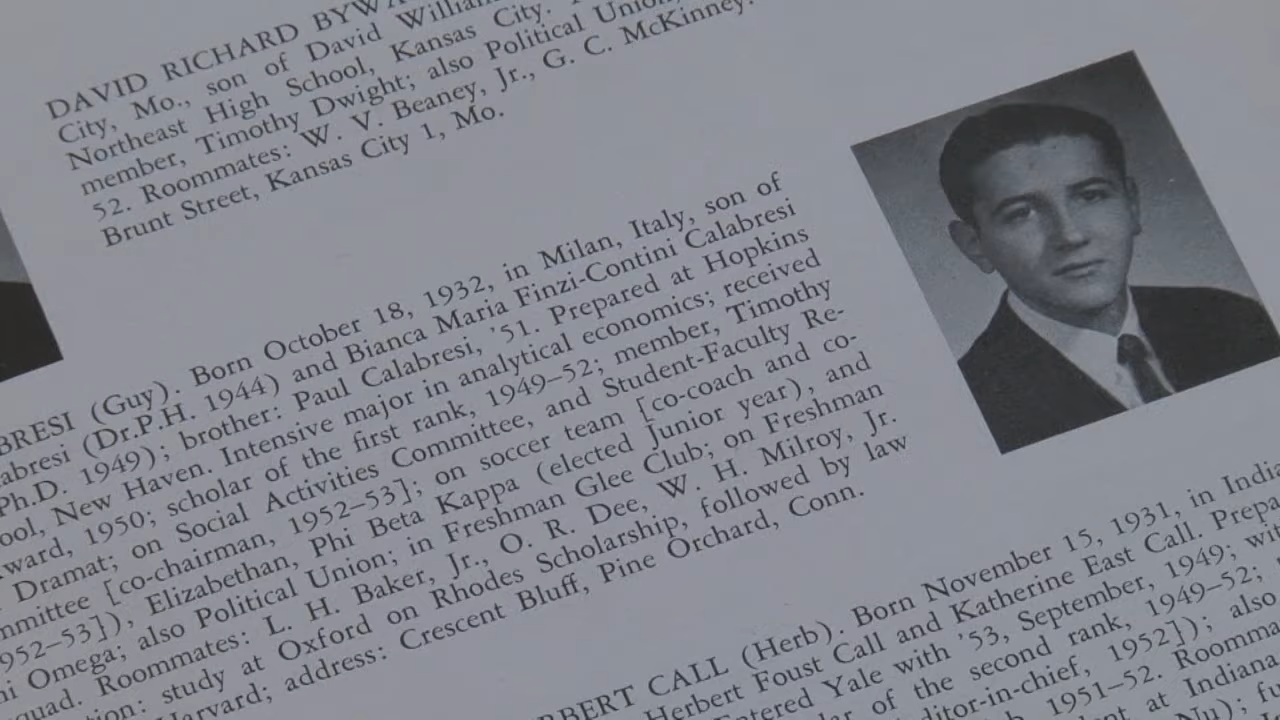 DAVID RICHARD
City, Mo., son of David
Northeast High School, Kansas City.
member, Timothy Dwight; also Political Union
52. Roommates: W. V. Beaney, Jr., G. C. McKinney.
Brunt Street, Kansas City 1, Mo.
BRESI (Guy). Born October 18, 1932, in Milan, Italy, son of
abresi (Dr.P.H. 1944) and Bianca Maria Finzi-Contini Calabresi
Ph.D. 1949); brother: Paul Calabresi, '51. Prepared at Hopkins
ool, New Haven. Intensive major in analytical economics; received
ward, 1950; scholar of the first rank, 1949–52; member, Timothy
Dramat; on Social Activities Committee, and Student-Faculty Re-
mmittee [co-chairman, 1952–53]; on soccer team [co-coach and co-
952–53]), Elizabethan, Phi Beta Kappa (elected Junior year), and
hi Omega; also Political Union; in Freshman Glee Club; on Freshman
quad. Roommates: L. H. Baker, Jr., O. R. Dee, W. H. Milroy, Jr.
tion: study at Oxford on Rhodes Scholarship, followed by law
Harvard; address: Crescent Bluff, Pine Orchard, Conn.
BERT CALL (Herb). Born November 15, 1931, in India
Herbert Foust Call and Katherine East Call. Prepa
Entered Yale with '53, September, 1949; wit
of the second rank, 1949–52;
ditor-in-chief, 1952]); also
1951–52. Roomma
at Indiana
Nu); fu